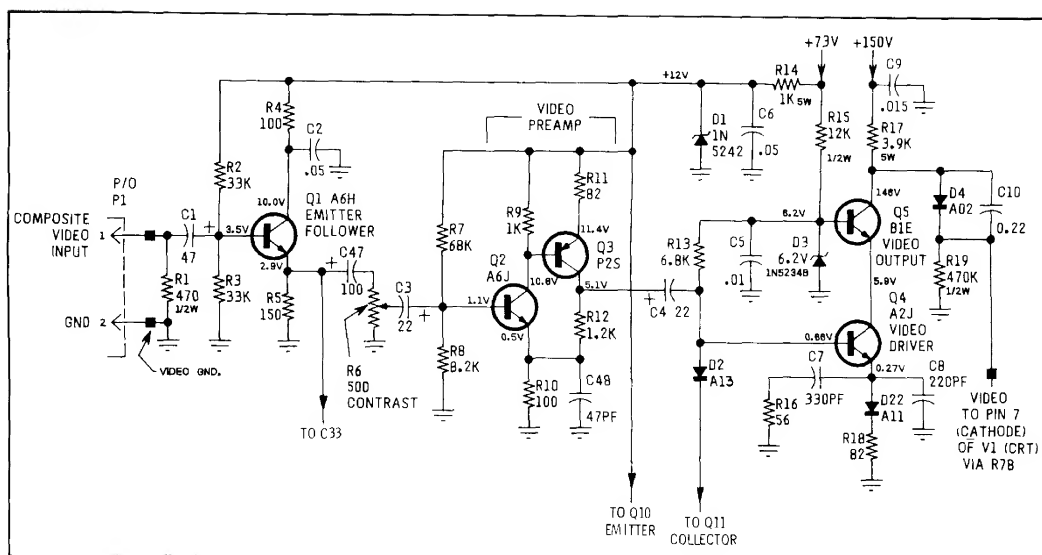 +73V
+150V
+12V
R14
1K 5W
C9
.015
R4
100
C2
.05
VIDEO
PREAMP
D1
1N
5242
C6
.05
R15
12K
1/2W
R17
3.9K
5W
R2
33K
P/O
P1
COMPOSITE
VIDEO
INPUT
1
C1
47
+
3.5V
10.0V
Q1 A6H
EMITTER
FOLLOWER
2.9V
R7
68K
R9
1K
R11
82
11.4V
Q3
P2S
Q2
A6J
10.8V
5.1V
R13
6.8K
6.2V
C5
.01
D3
6.2V
1N5234B
148V
Q5
B1E
VIDEO
OUTPUT
D4
A02
C10
0.22
R19
470K
1/2W
5.9V
R1
470
1/2W
R3
33K
R5
150
+ C47
100
C3
22
+
1.1V
0.5V
R12
1.2K
+
C4 22
0.66V
Q4
A2J
VIDEO
DRIVER
0.27V
GND
2
VIDEO GND.
R6
500
CONTRAST
R8
8.2K
R10
100
C48
47PF
D2
A13
C7
330PF
R16
56
D22
A11
R18
82
C8
220PF
TO C33
TO Q10
EMITTER
TO Q11
COLLECTOR
VIDEO
TO PIN 7
(CATHODE)
OF V1 (CRT)
VIA R7B